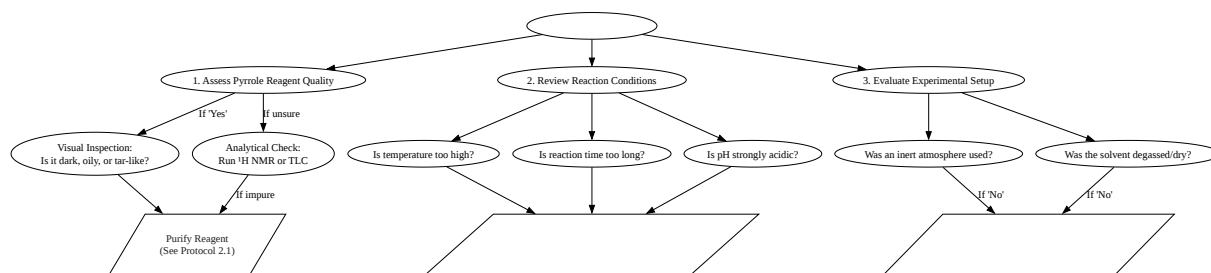 1. Assess Pyrrole Reagent Quality
2. Review Reaction Conditions
3. Evaluate Experimental Setup
If 'Yes'
If unsure
Visual Inspection:
Is it dark, oily, or tar-like?
Analytical Check:
Run ¹H NMR or TLC
Is temperature too high?
Is reaction time too long?
Is pH strongly acidic?
Was an inert atmosphere used?
Was the solvent degassed/dry?
If impure
If 'No'
If 'No'
Purify Reagent
(See Protocol 2.1)